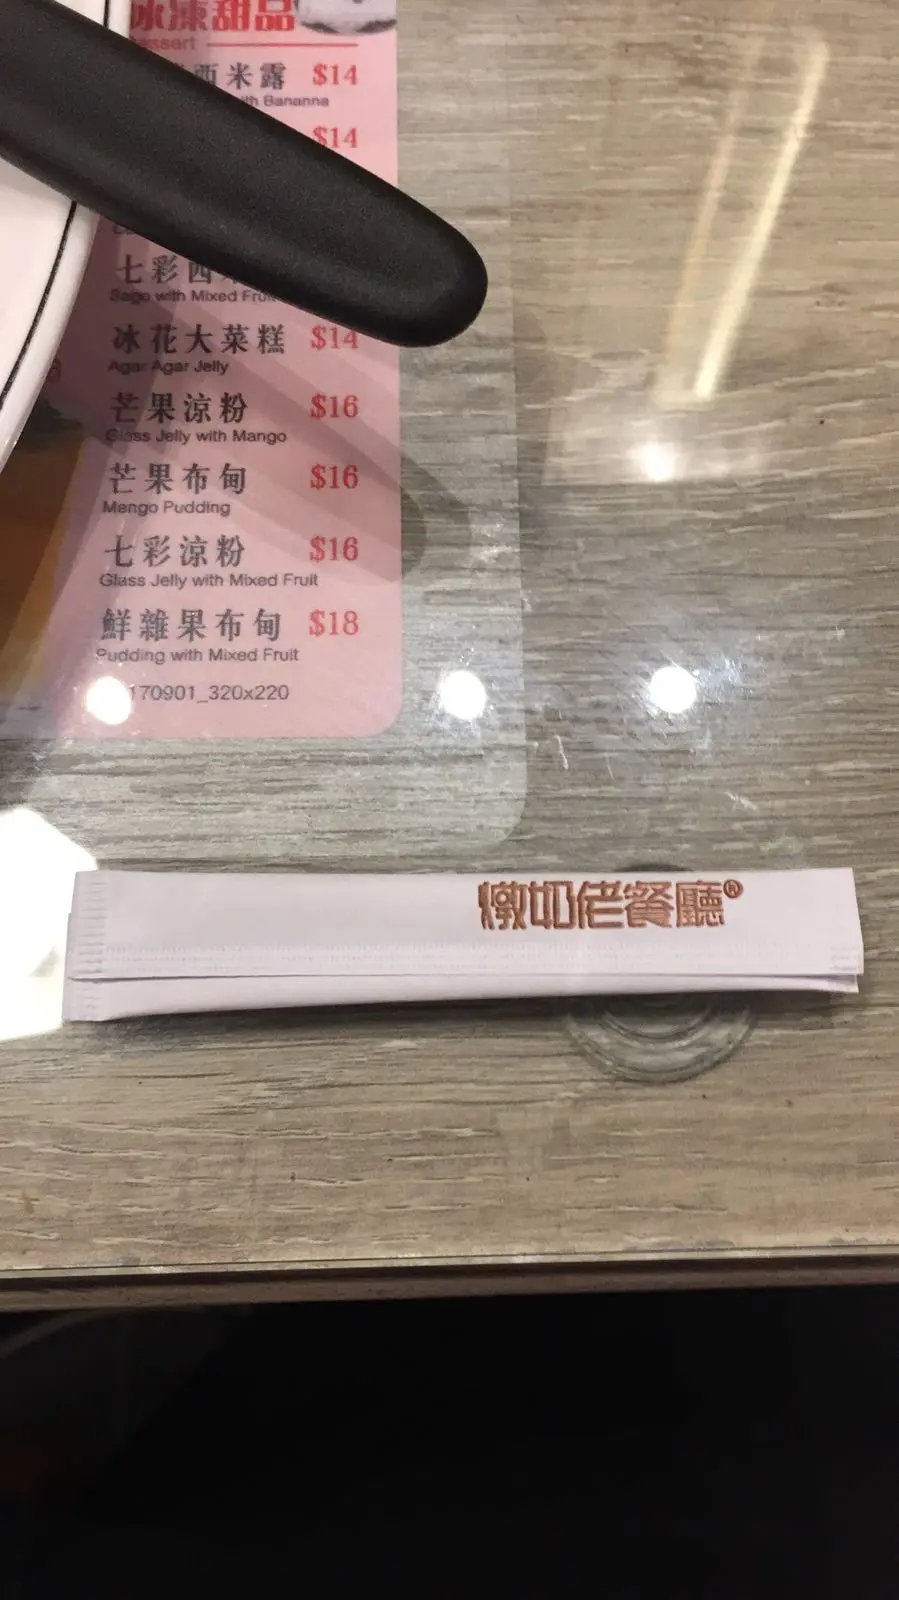 冰凍甜品
西米露 $14
with Bananna
$14
七彩西
Sago with Mixed Fruit
冰花大菜糕 $14
Agar Agar Jelly
芒果涼粉 $16
Glass Jelly with Mango
芒果布甸 $16
Mango Pudding
七彩涼粉 $16
Glass Jelly with Mixed Fruit
鮮雜果布甸 $18
Pudding with Mixed Fruit
170901_320x220
燉奶佬餐廳®